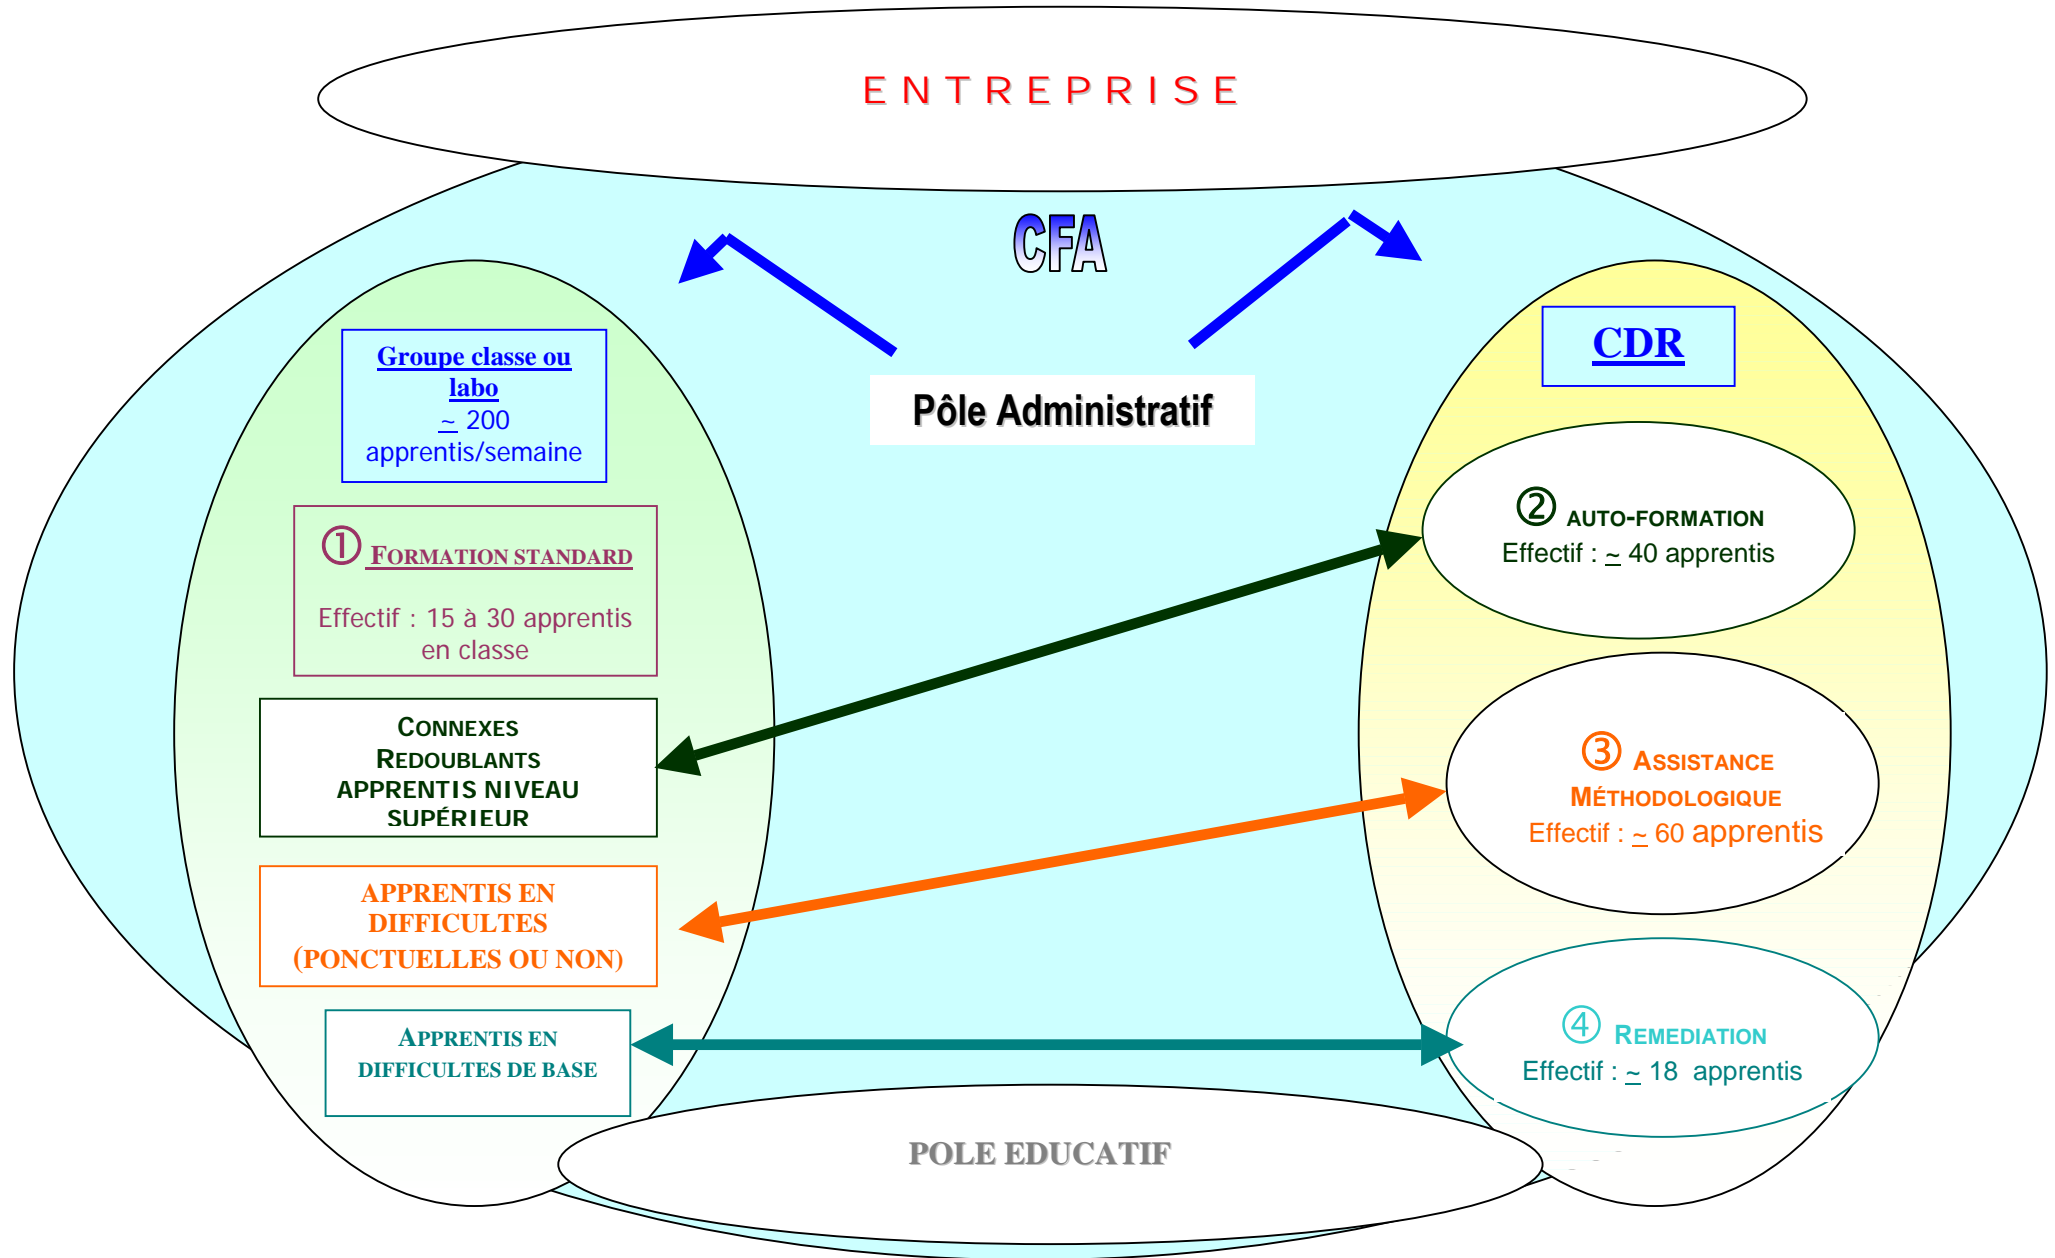 E N T R E P R I S E
CFA
Pôle Administratif
Groupe classe ou
labo
~ 200
apprentis/semaine
① FORMATION STANDARD
Effectif : 15 à 30 apprentis
en classe
CONNEXES
REDOUBLANTS
APPRENTIS NIVEAU
SUPÉRIEUR
APPRENTIS EN
DIFFICULTES
(PONCTUELLES OU NON)
APPRENTIS EN
DIFFICULTES DE BASE
CDR
② AUTO-FORMATION
Effectif : ~ 40 apprentis
③ ASSISTANCE
MÉTHODOLOGIQUE
Effectif : ~ 60 apprentis
④ REMEDIATION
Effectif : ~ 18 apprentis
POLE EDUCATIF